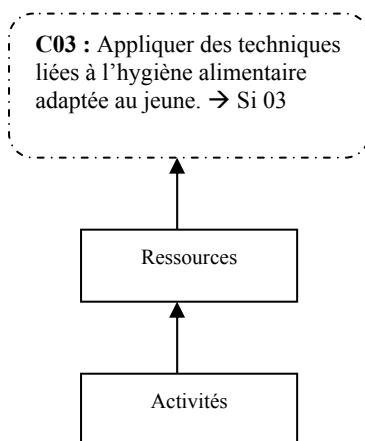 C03 : Appliquer des techniques
liées à l’hygiène alimentaire
adaptée au jeune. → Si 03
Ressources
Activités